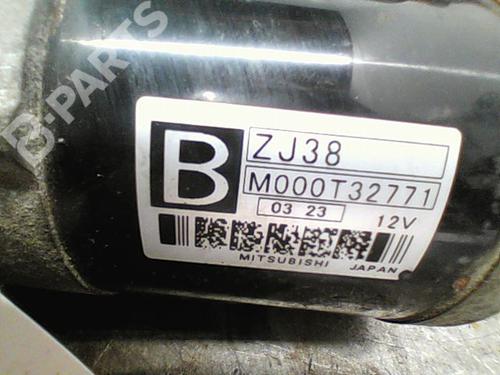 B-PARTS
B
ZJ38
M000T32771
03 23
12V
MITSUBISHI
JAPAN